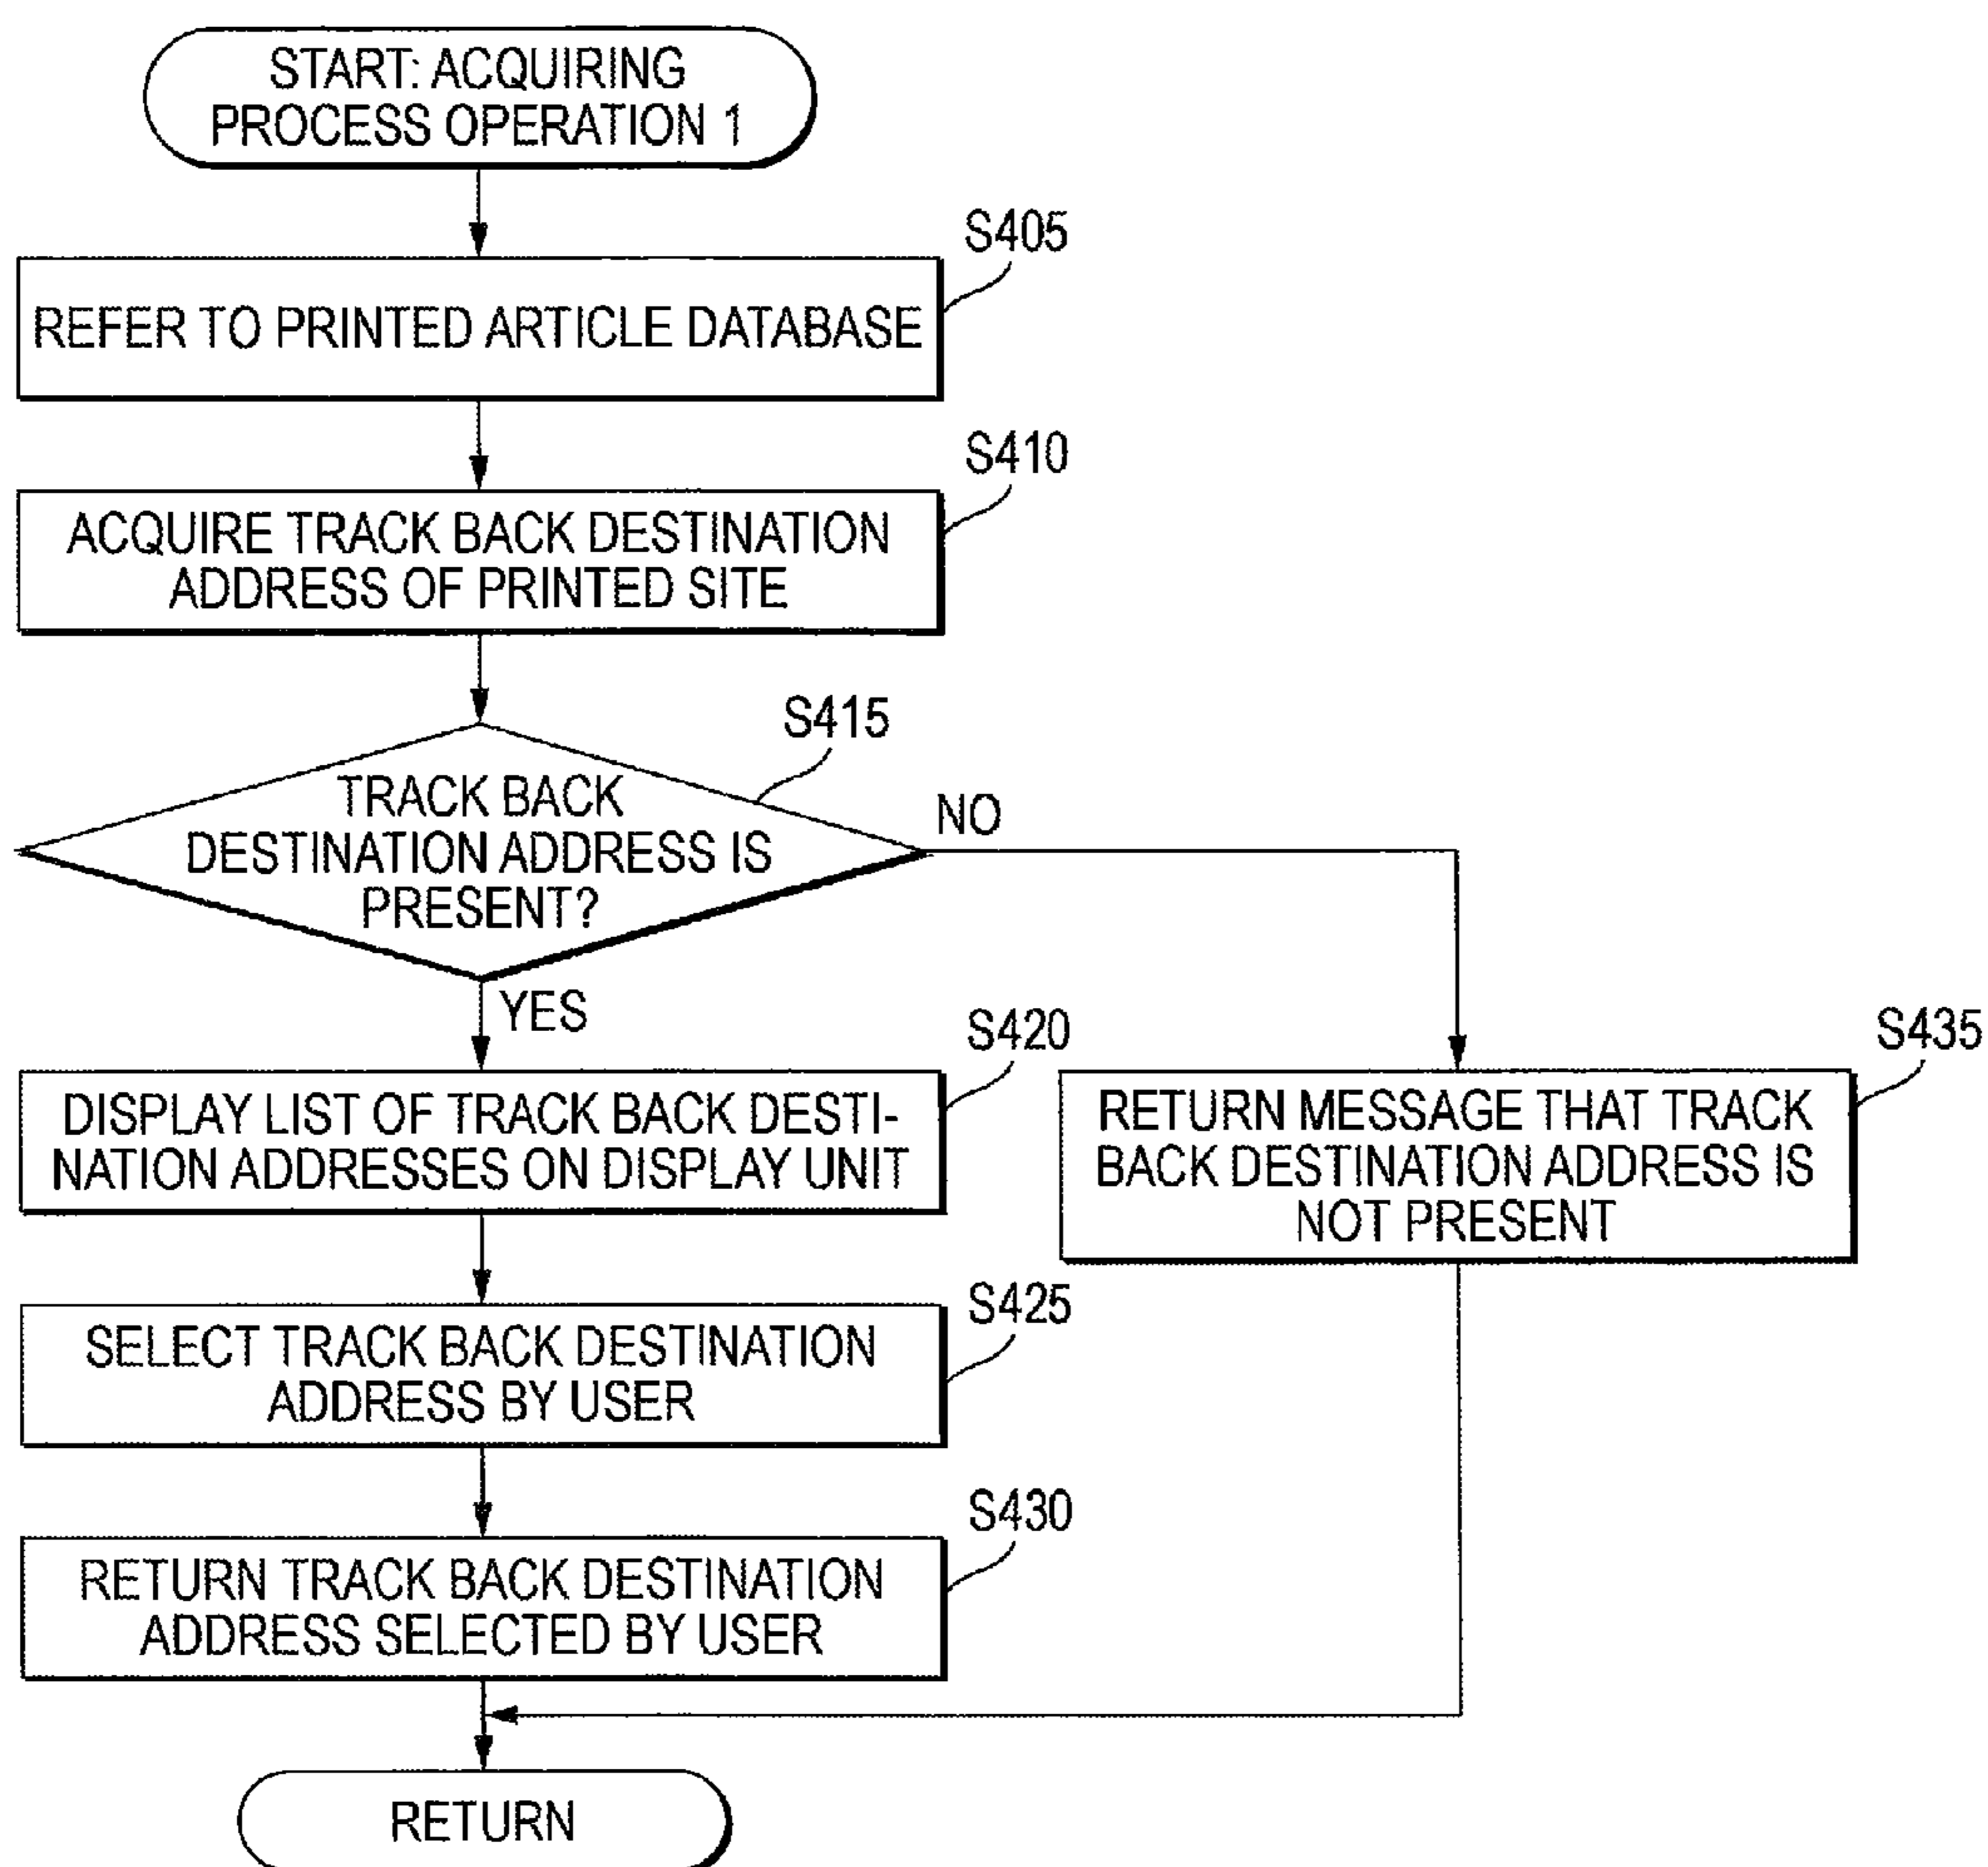 START: ACQUIRING
PROCESS OPERATION 1
S405
REFER TO PRINTED ARTICLE DATABASE
S410
ACQUIRE TRACK BACK DESTINATION
ADDRESS OF PRINTED SITE
S415
TRACK BACK
DESTINATION ADDRESS IS
PRESENT?
NO
YES
S420
DISPLAY LIST OF TRACK BACK DESTI-
NATION ADDRESSES ON DISPLAY UNIT
S435
RETURN MESSAGE THAT TRACK
BACK DESTINATION ADDRESS IS
NOT PRESENT
S425
SELECT TRACK BACK DESTINATION
ADDRESS BY USER
S430
RETURN TRACK BACK DESTINATION
ADDRESS SELECTED BY USER
RETURN